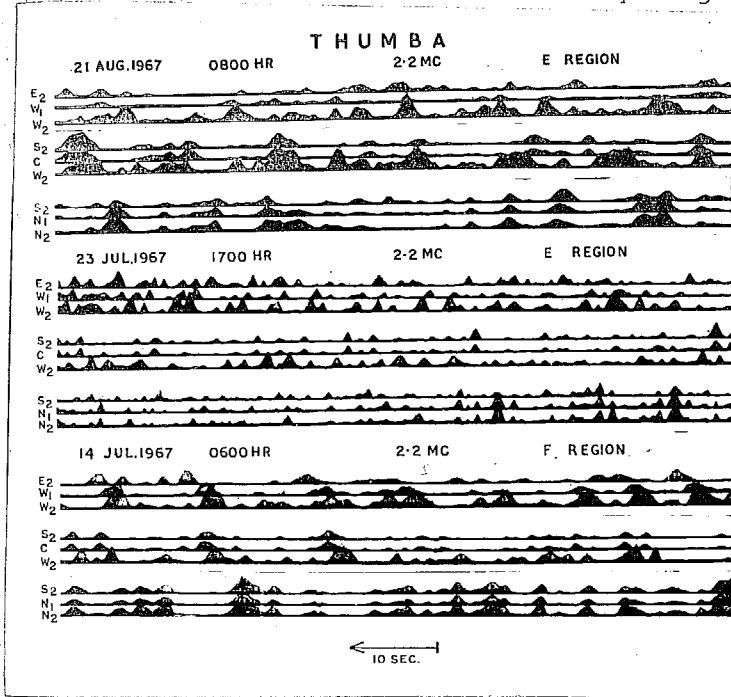 THUMBA
21 AUG.1967 0800 HR 2·2 MC E REGION
E2
W1
W2
S2
C
W2
S2
N1
N2
23 JUL.1967 1700 HR 2·2 MC E REGION
E2
W1
W2
S2
C
W2
S2
N1
N2
14 JUL.1967 0600 HR 2·2 MC F REGION
E2
W1
W2
S2
C
W2
S2
N1
N2
10 SEC.